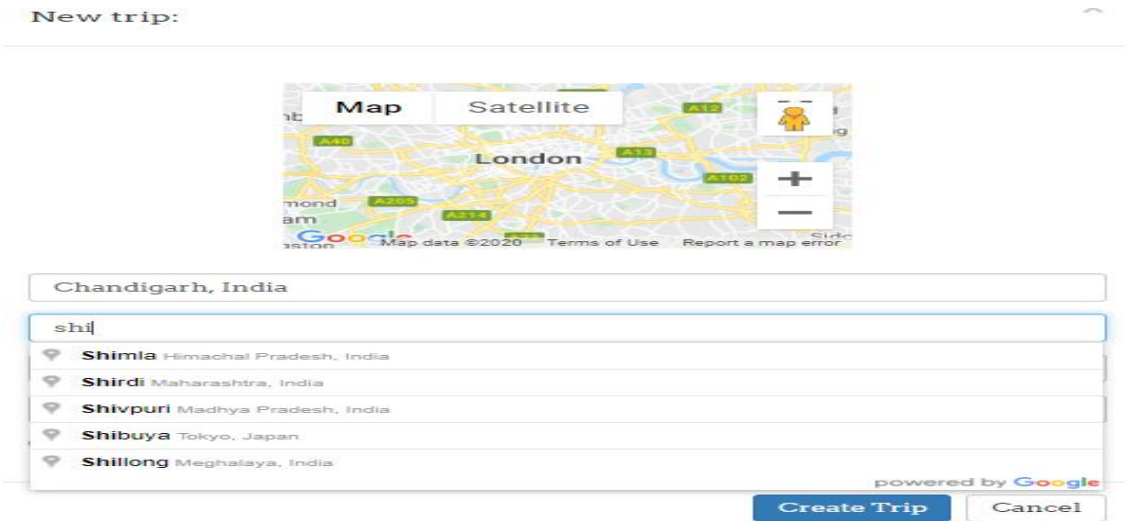 New trip:
Map Satellite
A12
A40
London
A13
A102
mond
A205
am
A214
Google
Map data ©2020 Terms of Use Report a map error
Chandigarh, India
shi
Shimla Himachal Pradesh, India
Shirdi Maharashtra, India
Shivpuri Madhya Pradesh, India
Shibuya Tokyo, Japan
Shillong Meghalaya, India
powered by Google
Create Trip Cancel